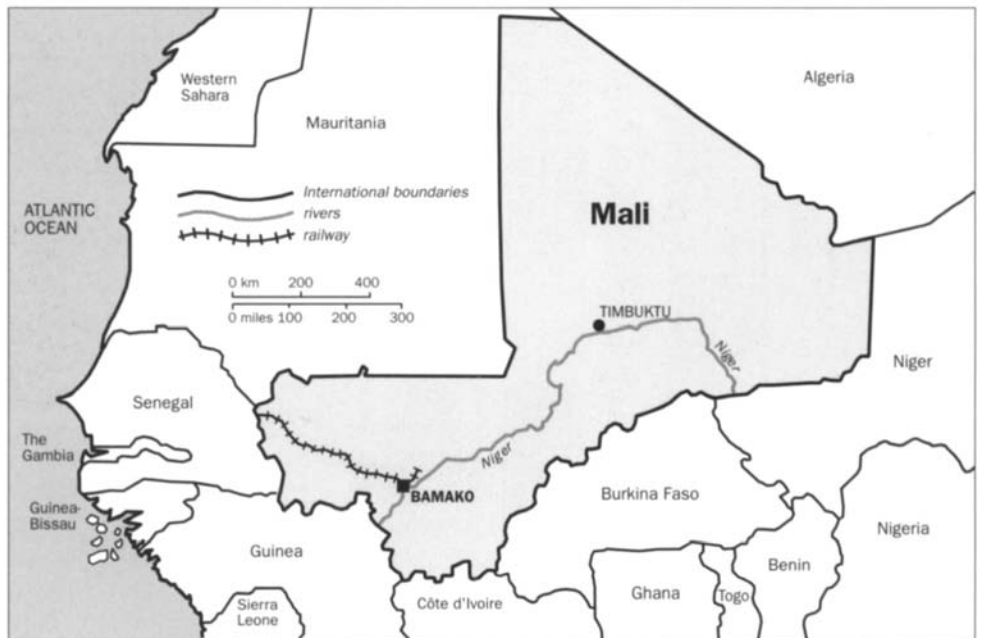 Western
Sahara
Mauritania
Algeria
International boundaries
rivers
railway
ATLANTIC
OCEAN
Mali
0 km 200 400
0 miles 100 200 300
TIMBUKTU
Niger
Niger
Senegal
The
Gambia
Niger
BAMAKO
Burkina Faso
Guinea-
Bissau
Nigeria
Guinea
Benin
Sierra
Leone
Côte d'Ivoire
Ghana
Togo